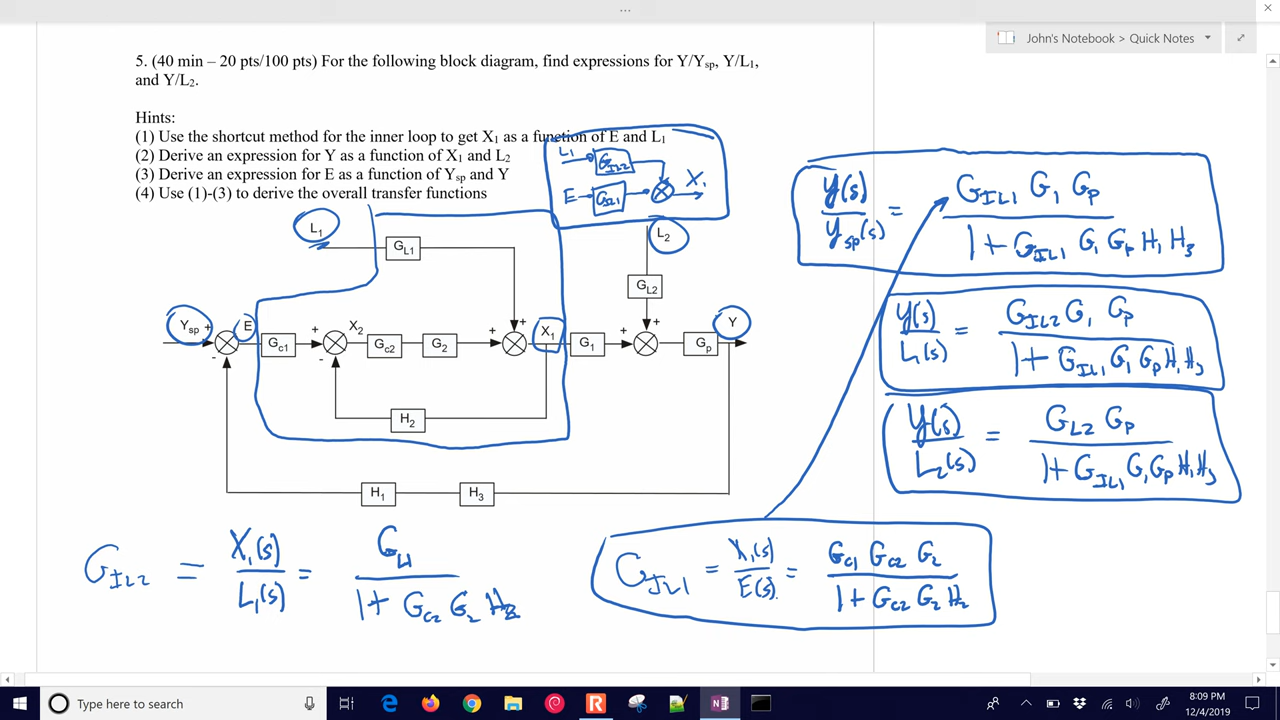 John's Notebook > Quick Notes
5. (40 min – 20 pts/100 pts) For the following block diagram, find expressions for Y/Ysp, Y/L1,
and Y/L2.
Hints:
(1) Use the shortcut method for the inner loop to get X1 as a function of E and L1
(2) Derive an expression for Y as a function of X1 and L2
(3) Derive an expression for E as a function of Ysp and Y
(4) Use (1)-(3) to derive the overall transfer functions
L1 GIL2
E GIL1 X1
Y(s)/Ysp(s) = GIL1 G1 Gp / 1 + GIL1 G1 Gp H1 H3
L1 GL1
L2
GL2
Y(s)/L1(s) = GIL2 G1 Gp / 1 + GIL1 G1 Gp H1 H3
Ysp + - E Gc1 + - X2 Gc2 G2 + + X1 G1 + + Gp Y
H2
Y(s)/L2(s) = GL2 Gp / 1 + GIL1 G1 Gp H1 H3
H1 H3
GIL2 = X1(s)/L1(s) = GL1 / 1 + Gc2 G2 H2
GIL1 = X1(s)/E(s) = Gc1 Gc2 G2 / 1 + Gc2 G2 H2
Type here to search
8:09 PM
12/4/2019